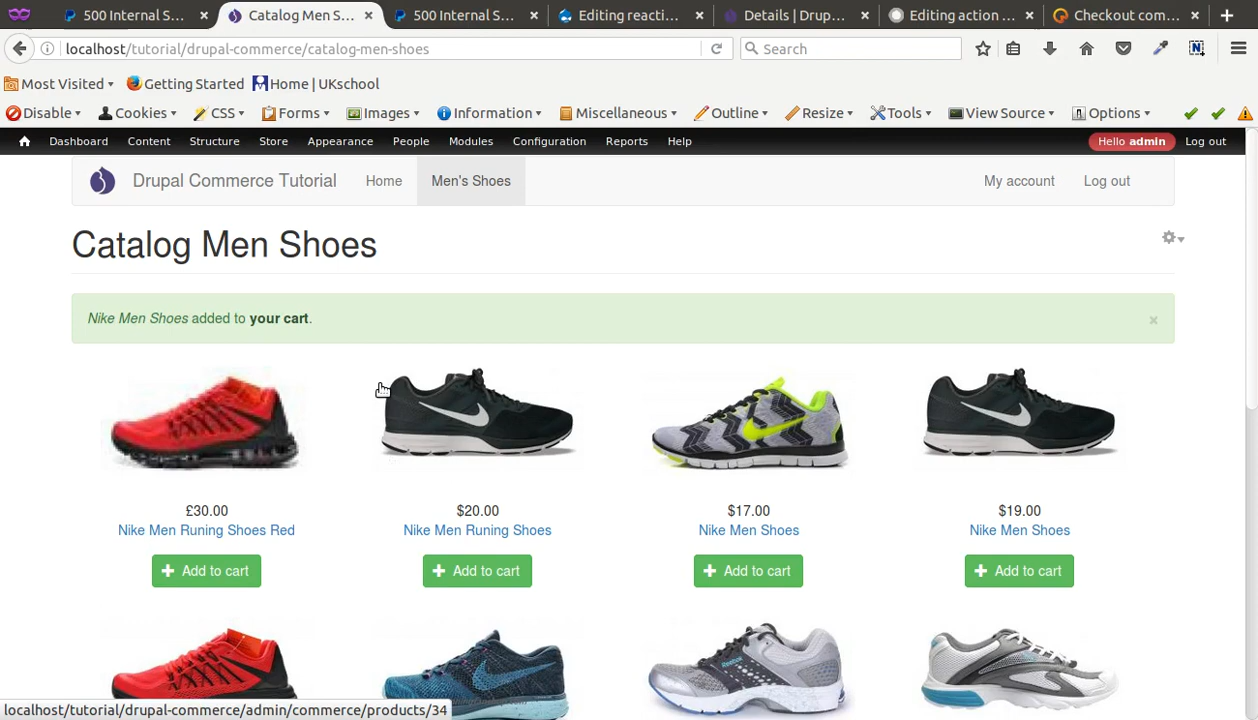 500 Internal S...
Catalog Men S...
500 Internal S...
Editing reacti...
Details | Drup...
Editing action ...
Checkout com...
localhost/tutorial/drupal-commerce/catalog-men-shoes
Search
Most Visited
Getting Started
Home | UKschool
Disable
Cookies
CSS
Forms
Images
Information
Miscellaneous
Outline
Resize
Tools
View Source
Options
Dashboard
Content
Structure
Store
Appearance
People
Modules
Configuration
Reports
Help
Hello admin
Log out
Drupal Commerce Tutorial
Home
Men's Shoes
My account
Log out
Catalog Men Shoes
Nike Men Shoes added to your cart.
£30.00
$20.00
$17.00
$19.00
Nike Men Runing Shoes Red
Nike Men Runing Shoes
Nike Men Shoes
Nike Men Shoes
Add to cart
Add to cart
Add to cart
Add to cart
localhost/tutorial/drupal-commerce/admin/commerce/products/34